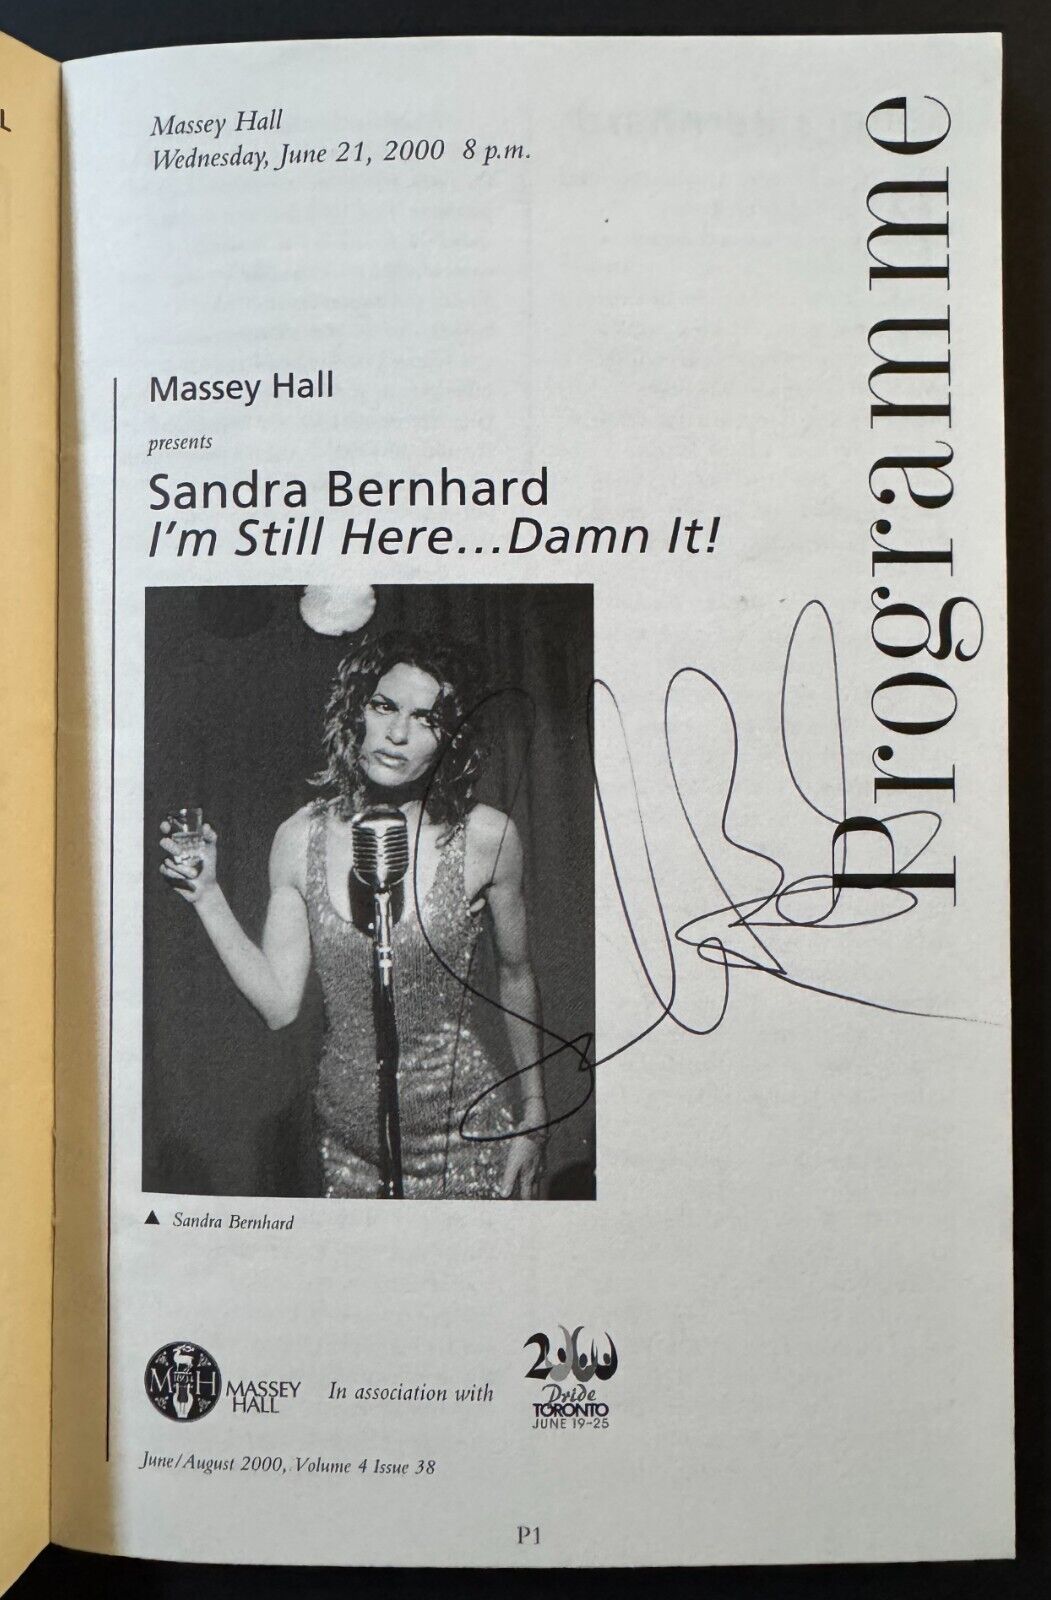 Massey Hall
Wednesday, June 21, 2000 8 p.m.
Programme
Massey Hall
presents
Sandra Bernhard
I'm Still Here...Damn It!
▲ Sandra Bernhard
M H
1894
MASSEY
HALL
In association with
2000
Pride
TORONTO
JUNE 19-25
June/August 2000, Volume 4 Issue 38
P1